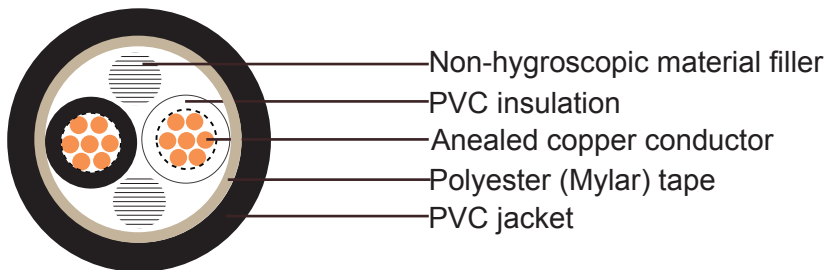 Non-hygroscopic material filler
PVC insulation
Anealed copper conductor
Polyester (Mylar) tape
PVC jacket